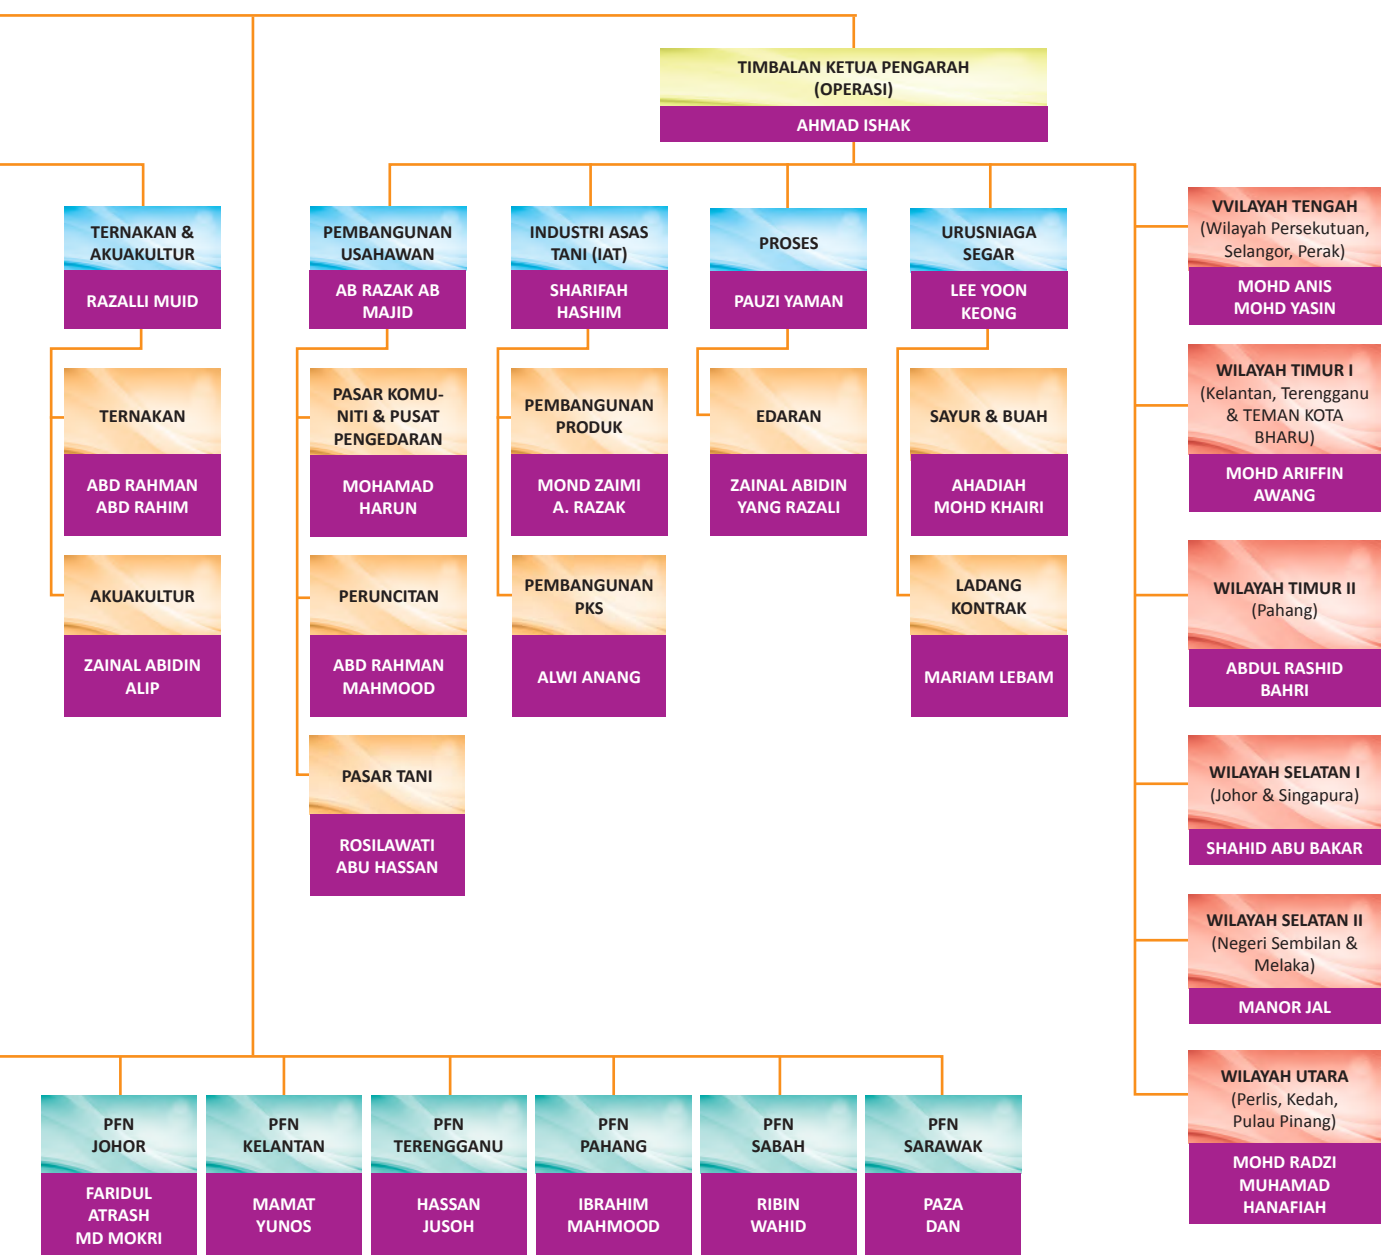 TIMBALAN KETUA PENGARAH
(OPERASI)
AHMAD ISHAK
TERNAKAN &
AKUAKULTUR
RAZALLI MUID
TERNAKAN
ABD RAHMAN
ABD RAHIM
AKUAKULTUR
ZAINAL ABIDIN
ALIP
PEMBANGUNAN
USAHAWAN
AB RAZAK AB
MAJID
PASAR KOMU-
NITI & PUSAT
PENGEDARAN
MOHAMAD
HARUN
PERUNCITAN
ABD RAHMAN
MAHMOOD
PASAR TANI
ROSILAWATI
ABU HASSAN
INDUSTRI ASAS
TANI (IAT)
SHARIFAH
HASHIM
PEMBANGUNAN
PRODUK
MOND ZAIMI
A. RAZAK
PEMBANGUNAN
PKS
ALWI ANANG
PROSES
PAUZI YAMAN
EDARAN
ZAINAL ABIDIN
YANG RAZALI
URUSNIAGA
SEGAR
LEE YOON
KEONG
SAYUR & BUAH
AHADIAH
MOHD KHAIRI
LADANG
KONTRAK
MARIAM LEBAM
VVILAYAH TENGAH
(Wilayah Persekutuan,
Selangor, Perak)
MOHD ANIS
MOHD YASIN
WILAYAH TIMUR I
(Kelantan, Terengganu
& TEMAN KOTA
BHARU)
MOHD ARIFFIN
AWANG
WILAYAH TIMUR II
(Pahang)
ABDUL RASHID
BAHRI
WILAYAH SELATAN I
(Johor & Singapura)
SHAHID ABU BAKAR
WILAYAH SELATAN II
(Negeri Sembilan &
Melaka)
MANOR JAL
WILAYAH UTARA
(Perlis, Kedah,
Pulau Pinang)
MOHD RADZI
MUHAMAD
HANAFIAH
PFN
JOHOR
FARIDUL
ATRASH
MD MOKRI
PFN
KELANTAN
MAMAT
YUNOS
PFN
TERENGGANU
HASSAN
JUSOH
PFN
PAHANG
IBRAHIM
MAHMOOD
PFN
SABAH
RIBIN
WAHID
PFN
SARAWAK
PAZA
DAN